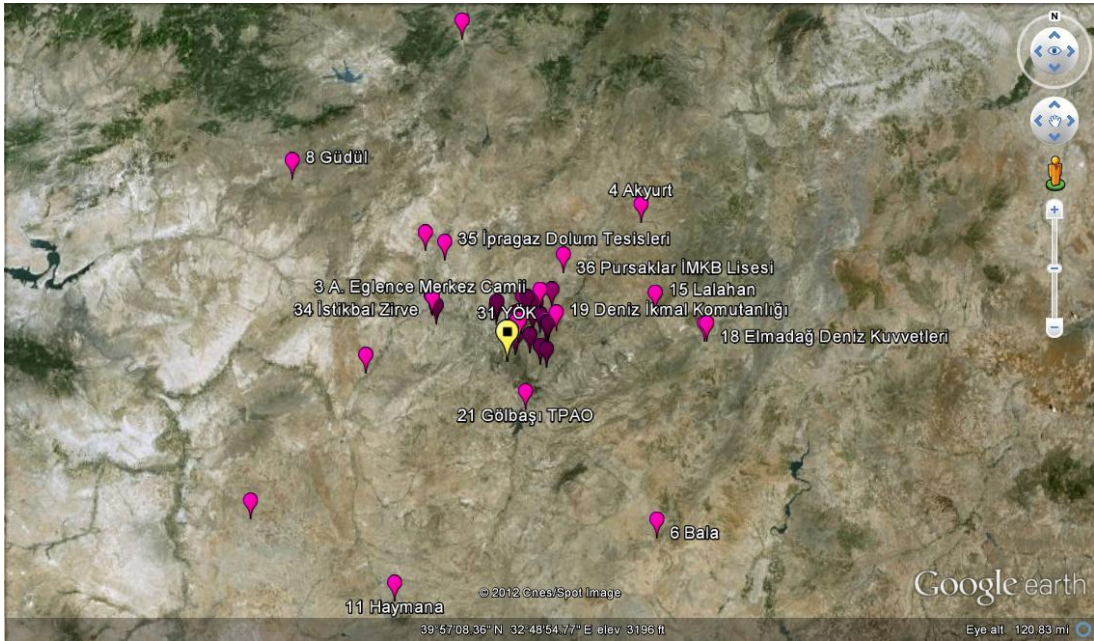 N
8 Güdül
4 Akyurt
35 İpragaz Dolum Tesisleri
36 Pursaklar İMKB Lisesi
3 A. Eglence Merkez Camii
15 Lalahan
34 İstikbal Zirve
31 YÖK
19 Deniz İkmal Komutanlığı
18 Elmadağ Deniz Kuvvetleri
21 Gölbaşı TPAO
6 Bala
11 Haymana
© 2012 Cnes/Spot Image
Google earth
39°57'08.36" N 32°48'54.77" E elev 3196 ft
Eye alt 120.83 mi